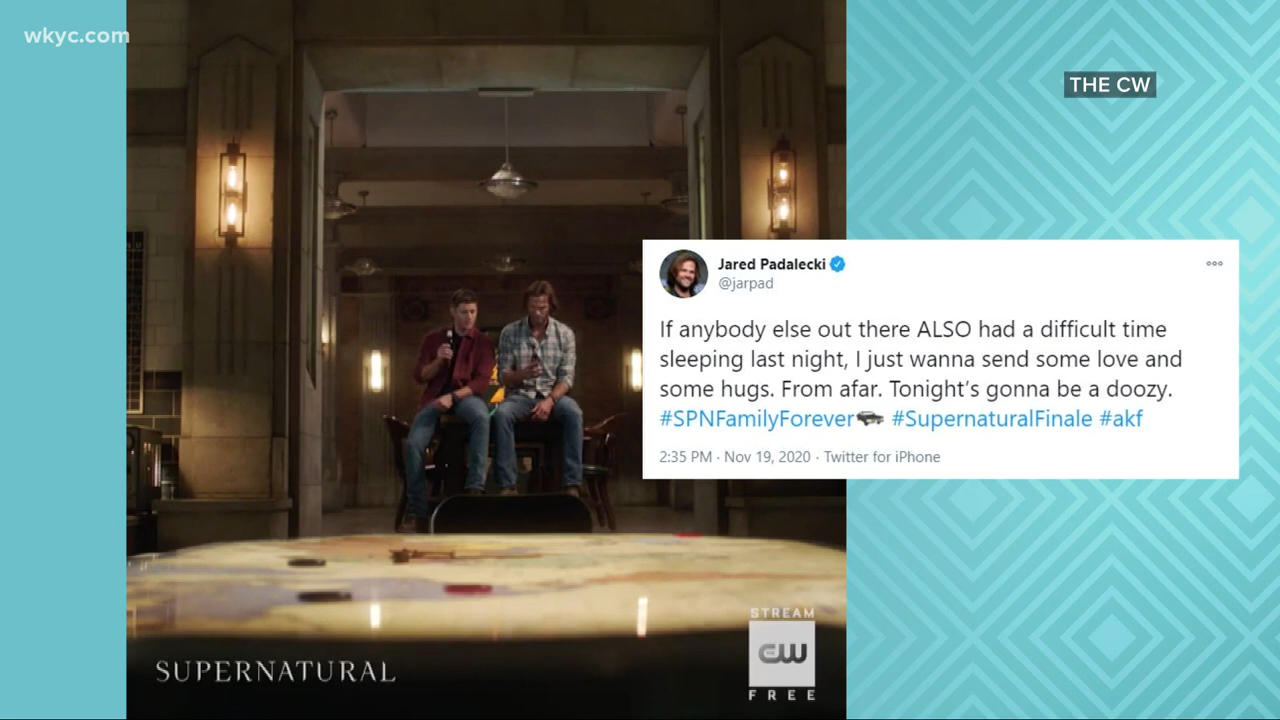 wkyc.com
THE CW
Jared Padalecki
@jarpad
If anybody else out there ALSO had a difficult time
sleeping last night, I just wanna send some love and
some hugs. From afar. Tonight's gonna be a doozy.
#SPNFamilyForever #SupernaturalFinale #akf
2:35 PM · Nov 19, 2020 · Twitter for iPhone
SUPERNATURAL
STREAM
CW
FREE